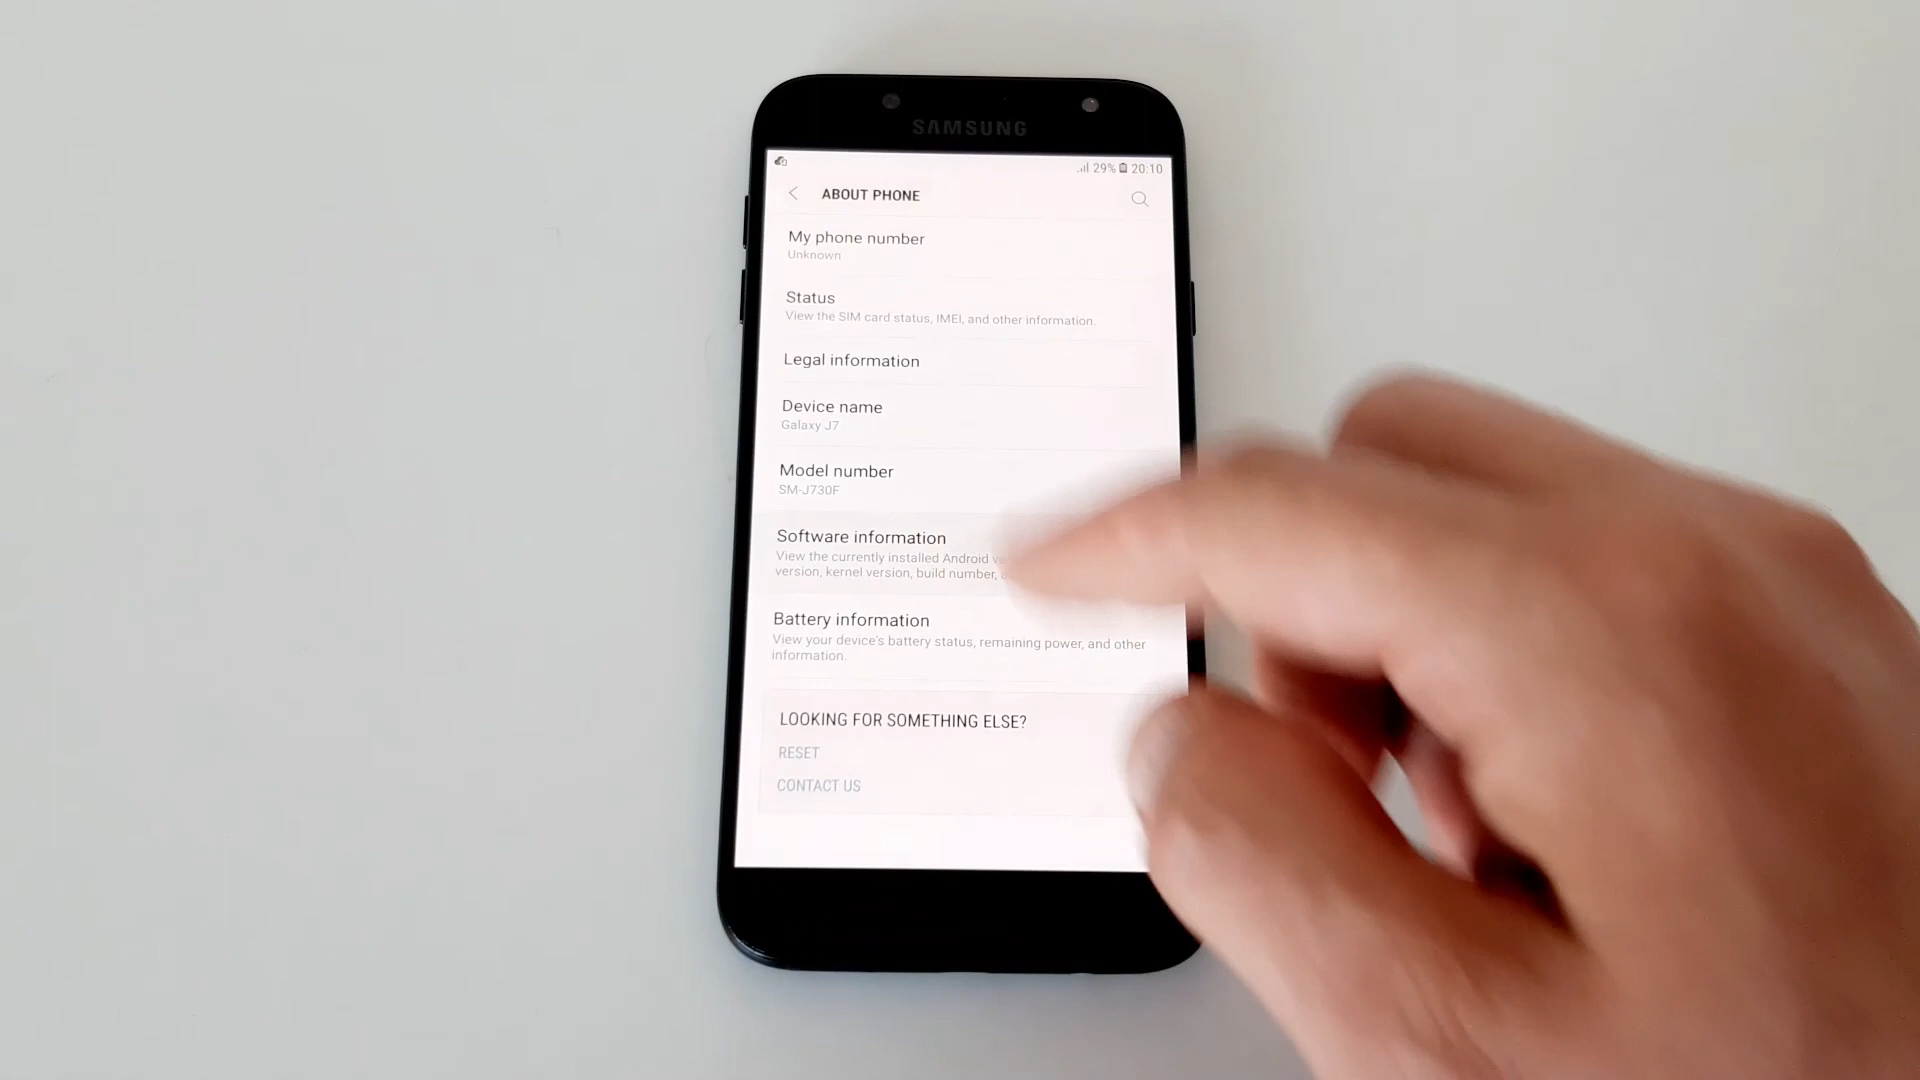 SAMSUNG
29% 20:10
ABOUT PHONE
My phone number
Unknown
Status
View the SIM card status, IMEI, and other information.
Legal information
Device name
Galaxy J7
Model number
SM-J730F
Software information
View the currently installed Android
version, kernel version, build number,
Battery information
View your device's battery status, remaining power, and other
information.
LOOKING FOR SOMETHING ELSE?
RESET
CONTACT US